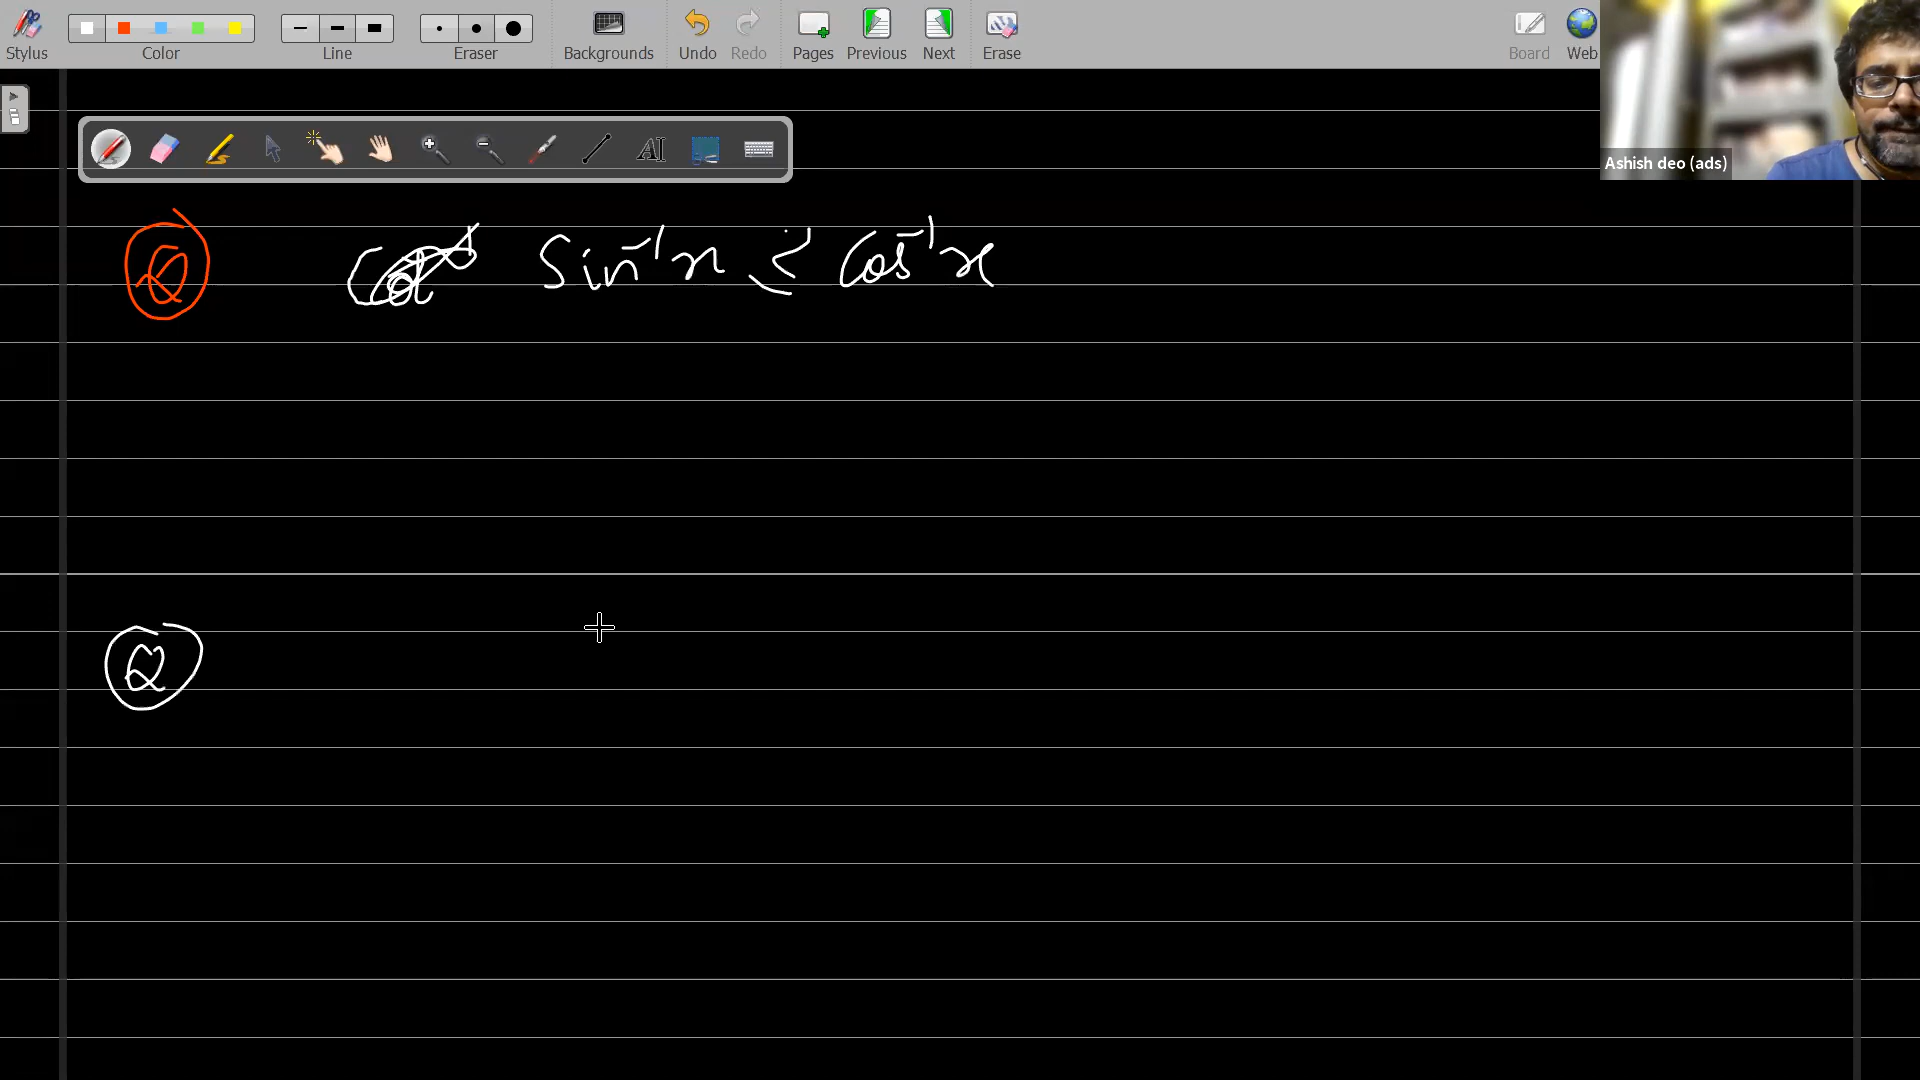 Stylus Color Line Eraser Backgrounds Undo Redo Pages Previous Next Erase Board Web
Ashish deo (ads)
Q Sin⁻¹x ≤ Cos⁻¹x
Q